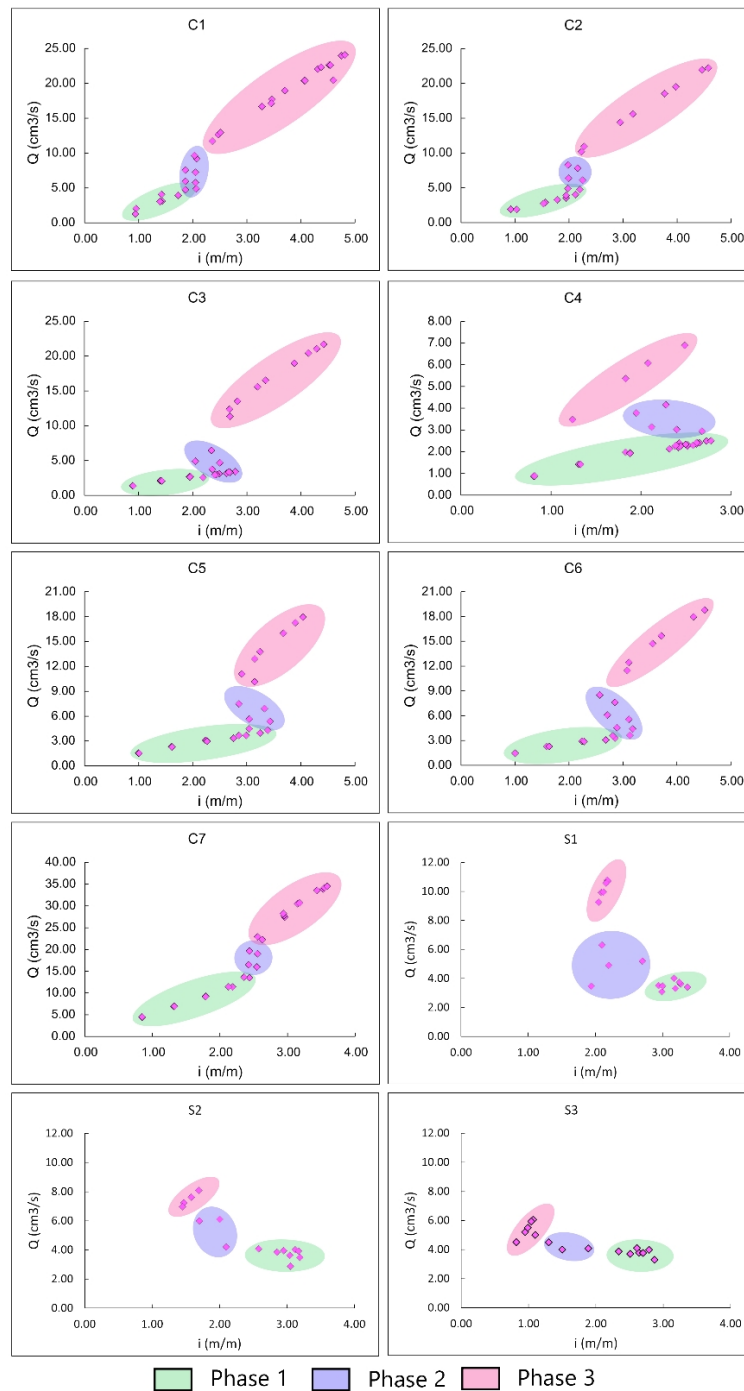 C1
25.00
20.00
15.00
10.00
5.00
0.00
Q (cm3/s)
0.00 1.00 2.00 3.00 4.00 5.00
i (m/m)
C2
25.00
20.00
15.00
10.00
5.00
0.00
Q (cm3/s)
0.00 1.00 2.00 3.00 4.00 5.00
i (m/m)
C3
25.00
20.00
15.00
10.00
5.00
0.00
Q (cm3/s)
0.00 1.00 2.00 3.00 4.00 5.00
i (m/m)
C4
8.00
7.00
6.00
5.00
4.00
3.00
2.00
1.00
0.00
Q (cm3/s)
0.00 1.00 2.00 3.00
i (m/m)
C5
21.00
18.00
15.00
12.00
9.00
6.00
3.00
0.00
Q (cm3/s)
0.00 1.00 2.00 3.00 4.00 5.00
i (m/m)
C6
21.00
18.00
15.00
12.00
9.00
6.00
3.00
0.00
Q (cm3/s)
0.00 1.00 2.00 3.00 4.00 5.00
i (m/m)
C7
40.00
35.00
30.00
25.00
20.00
15.00
10.00
5.00
0.00
Q (cm3/s)
0.00 1.00 2.00 3.00 4.00
i (m/m)
S1
12.00
10.00
8.00
6.00
4.00
2.00
0.00
Q (cm3/s)
0.00 1.00 2.00 3.00 4.00
i (m/m)
S2
12.00
10.00
8.00
6.00
4.00
2.00
0.00
Q (cm3/s)
0.00 1.00 2.00 3.00 4.00
i (m/m)
S3
12.00
10.00
8.00
6.00
4.00
2.00
0.00
Q (cm3/s)
0.00 1.00 2.00 3.00 4.00
i (m/m)
Phase 1 Phase 2 Phase 3